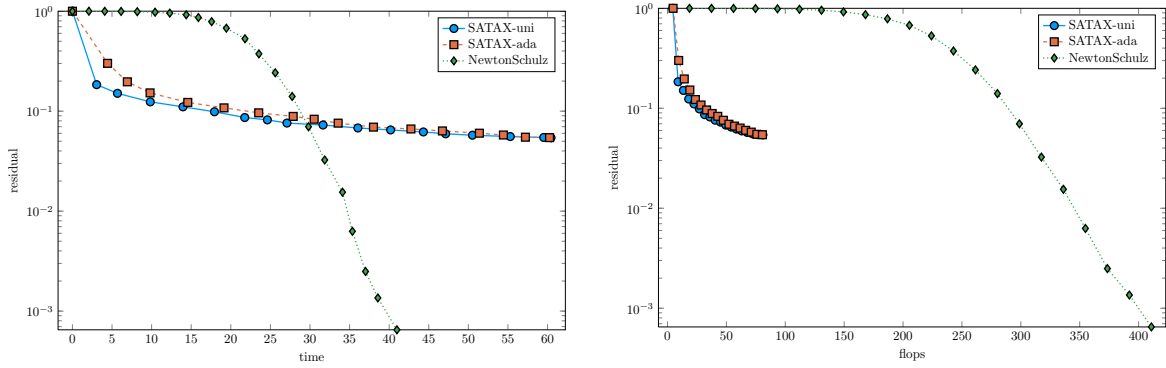 10^0
10^−1
10^−2
10^−3
residual
0 5 10 15 20 25 30 35 40 45 50 55 60
time
SATAX-uni
SATAX-ada
NewtonSchulz
10^0
10^−1
10^−2
10^−3
residual
0 50 100 150 200 250 300 350 400
flops
SATAX-uni
SATAX-ada
NewtonSchulz